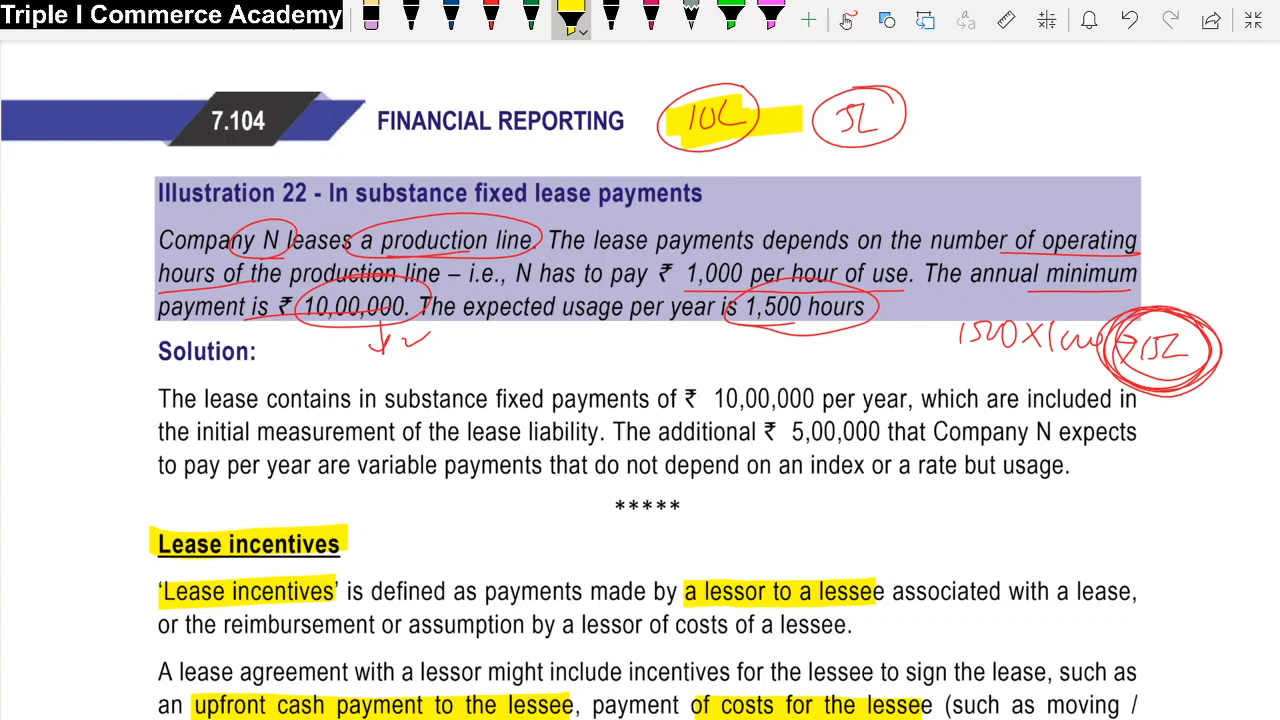 Triple I Commerce Academy
7.104 FINANCIAL REPORTING 10L 5L
Illustration 22 - In substance fixed lease payments
Company N leases a production line. The lease payments depends on the number of operating
hours of the production line – i.e., N has to pay ₹ 1,000 per hour of use. The annual minimum
payment is ₹ 10,00,000. The expected usage per year is 1,500 hours
1500 X 1000 → 15L
Solution:
The lease contains in substance fixed payments of ₹ 10,00,000 per year, which are included in
the initial measurement of the lease liability. The additional ₹ 5,00,000 that Company N expects
to pay per year are variable payments that do not depend on an index or a rate but usage.
*****
Lease incentives
‘Lease incentives’ is defined as payments made by a lessor to a lessee associated with a lease,
or the reimbursement or assumption by a lessor of costs of a lessee.
A lease agreement with a lessor might include incentives for the lessee to sign the lease, such as
an upfront cash payment to the lessee, payment of costs for the lessee (such as moving /